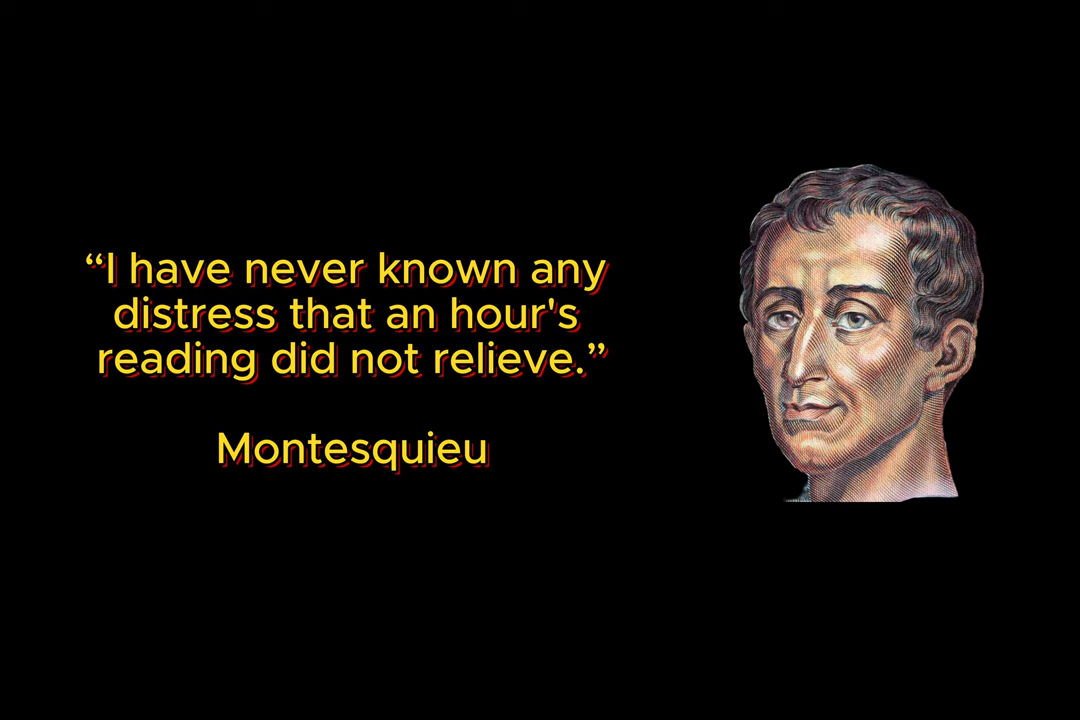 “I have never known any
distress that an hour's
reading did not relieve.”
Montesquieu